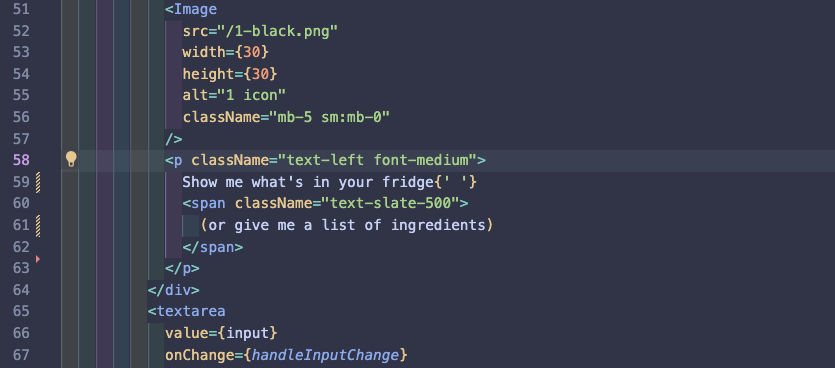 51 <Image
52 src="/1-black.png"
53 width={30}
54 height={30}
55 alt="1 icon"
56 className="mb-5 sm:mb-0"
57 />
58 <p className="text-left font-medium">
59 Show me what's in your fridge{' '}
60 <span className="text-slate-500">
61 (or give me a list of ingredients)
62 </span>
63 </p>
64 </div>
65 <textarea
66 value={input}
67 onChange={handleInputChange}